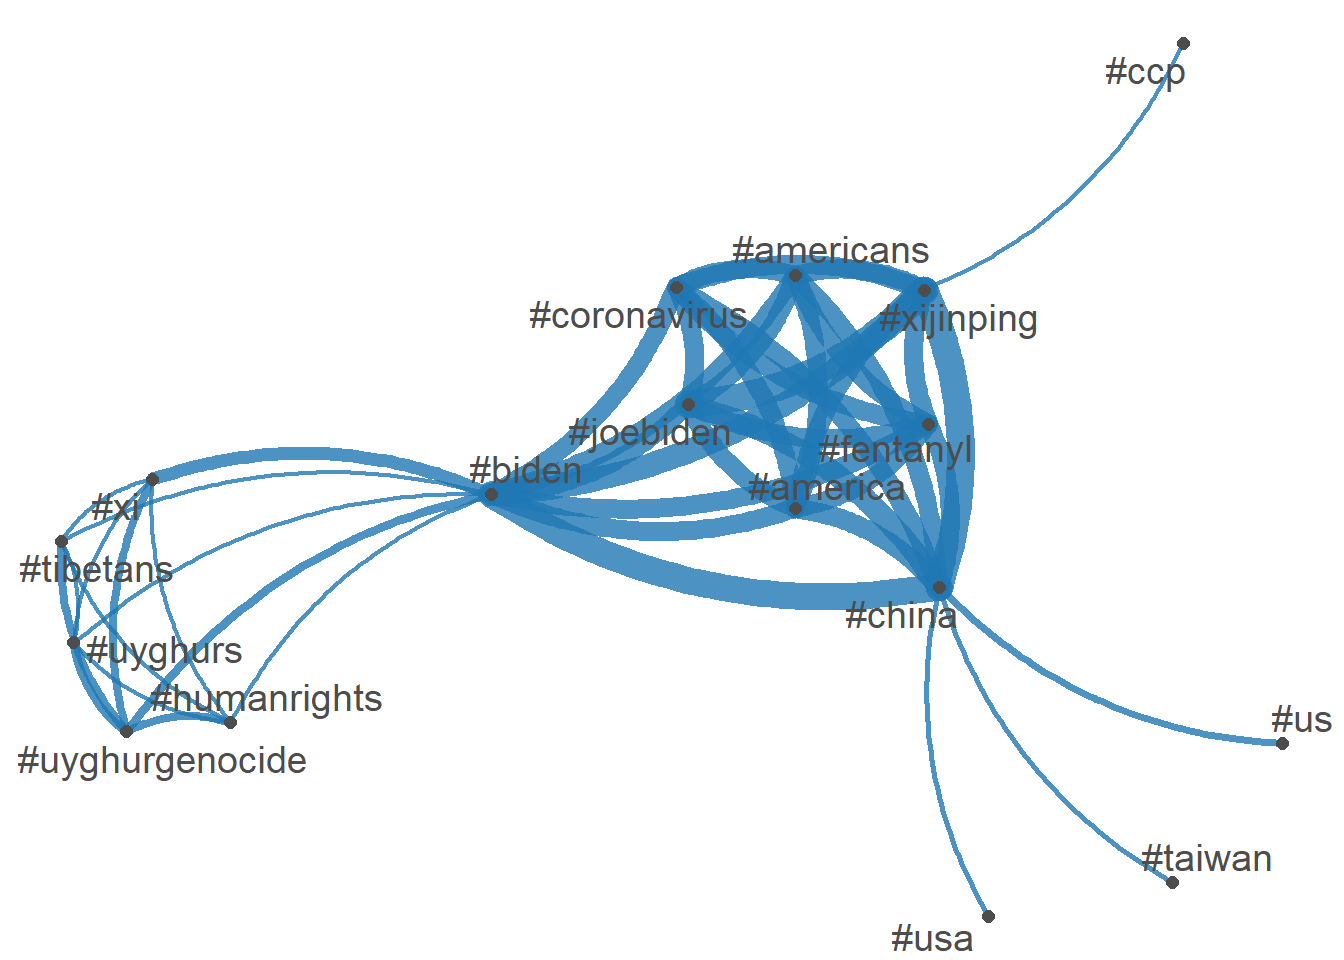 #ccp
#americans
#coronavirus
#xijinping
#joebiden
#fentanyl
#biden
#america
#xi
#tibetans
#china
#uyghurs
#humanrights
#us
#uyghurgenocide
#taiwan
#usa